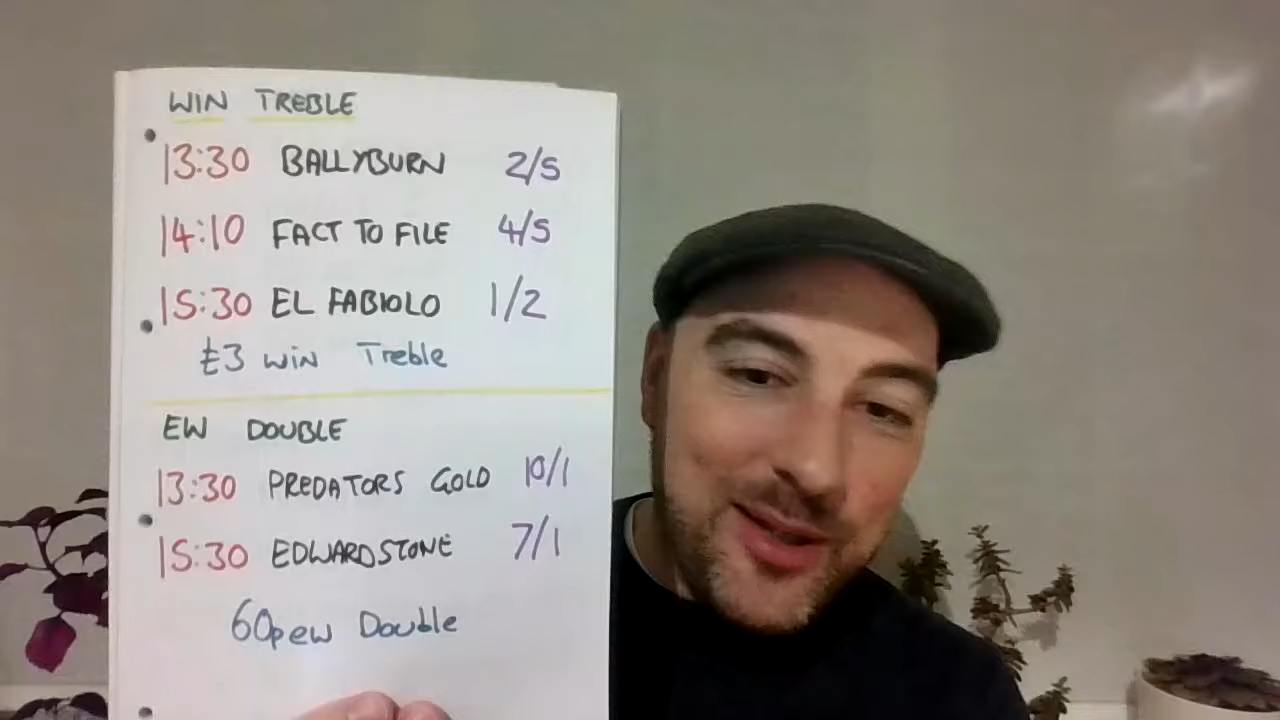 WIN TREBLE
13:30 BALLYBURN 2/5
14:10 FACT TO FILE 4/5
15:30 EL FABIOLO 1/2
£3 win Treble
EW DOUBLE
13:30 PREDATORS GOLD 10/1
15:30 EDWARDSTONE 7/1
60pew Double